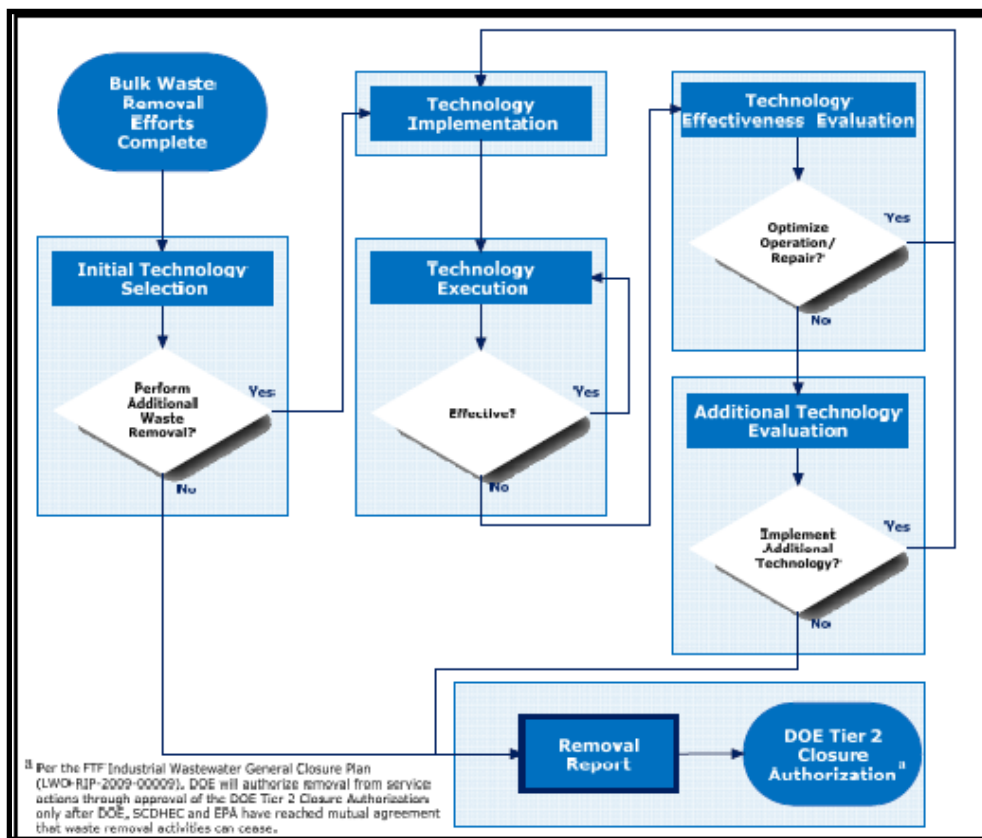 Bulk Waste
Removal
Efforts
Complete
Initial Technology
Selection
Perform
Additional
Waste
Removal?
Yes
No
Technology
Implementation
Technology
Execution
Effective?
Yes
No
Technology
Effectiveness Evaluation
Optimize
Operation/
Repair?
Yes
No
Additional Technology
Evaluation
Implement
Additional
Technology?
Yes
No
Removal
Report
DOE Tier 2
Closure
Authorization a
a Per the FTF Industrial Wastewater General Closure Plan
(LWO-RIP-2009-00009), DOE will authorize removal from service
actions through approval of the DOE Tier 2 Closure Authorization
only after DOE, SCDHEC and EPA have reached mutual agreement
that waste removal activities can cease.